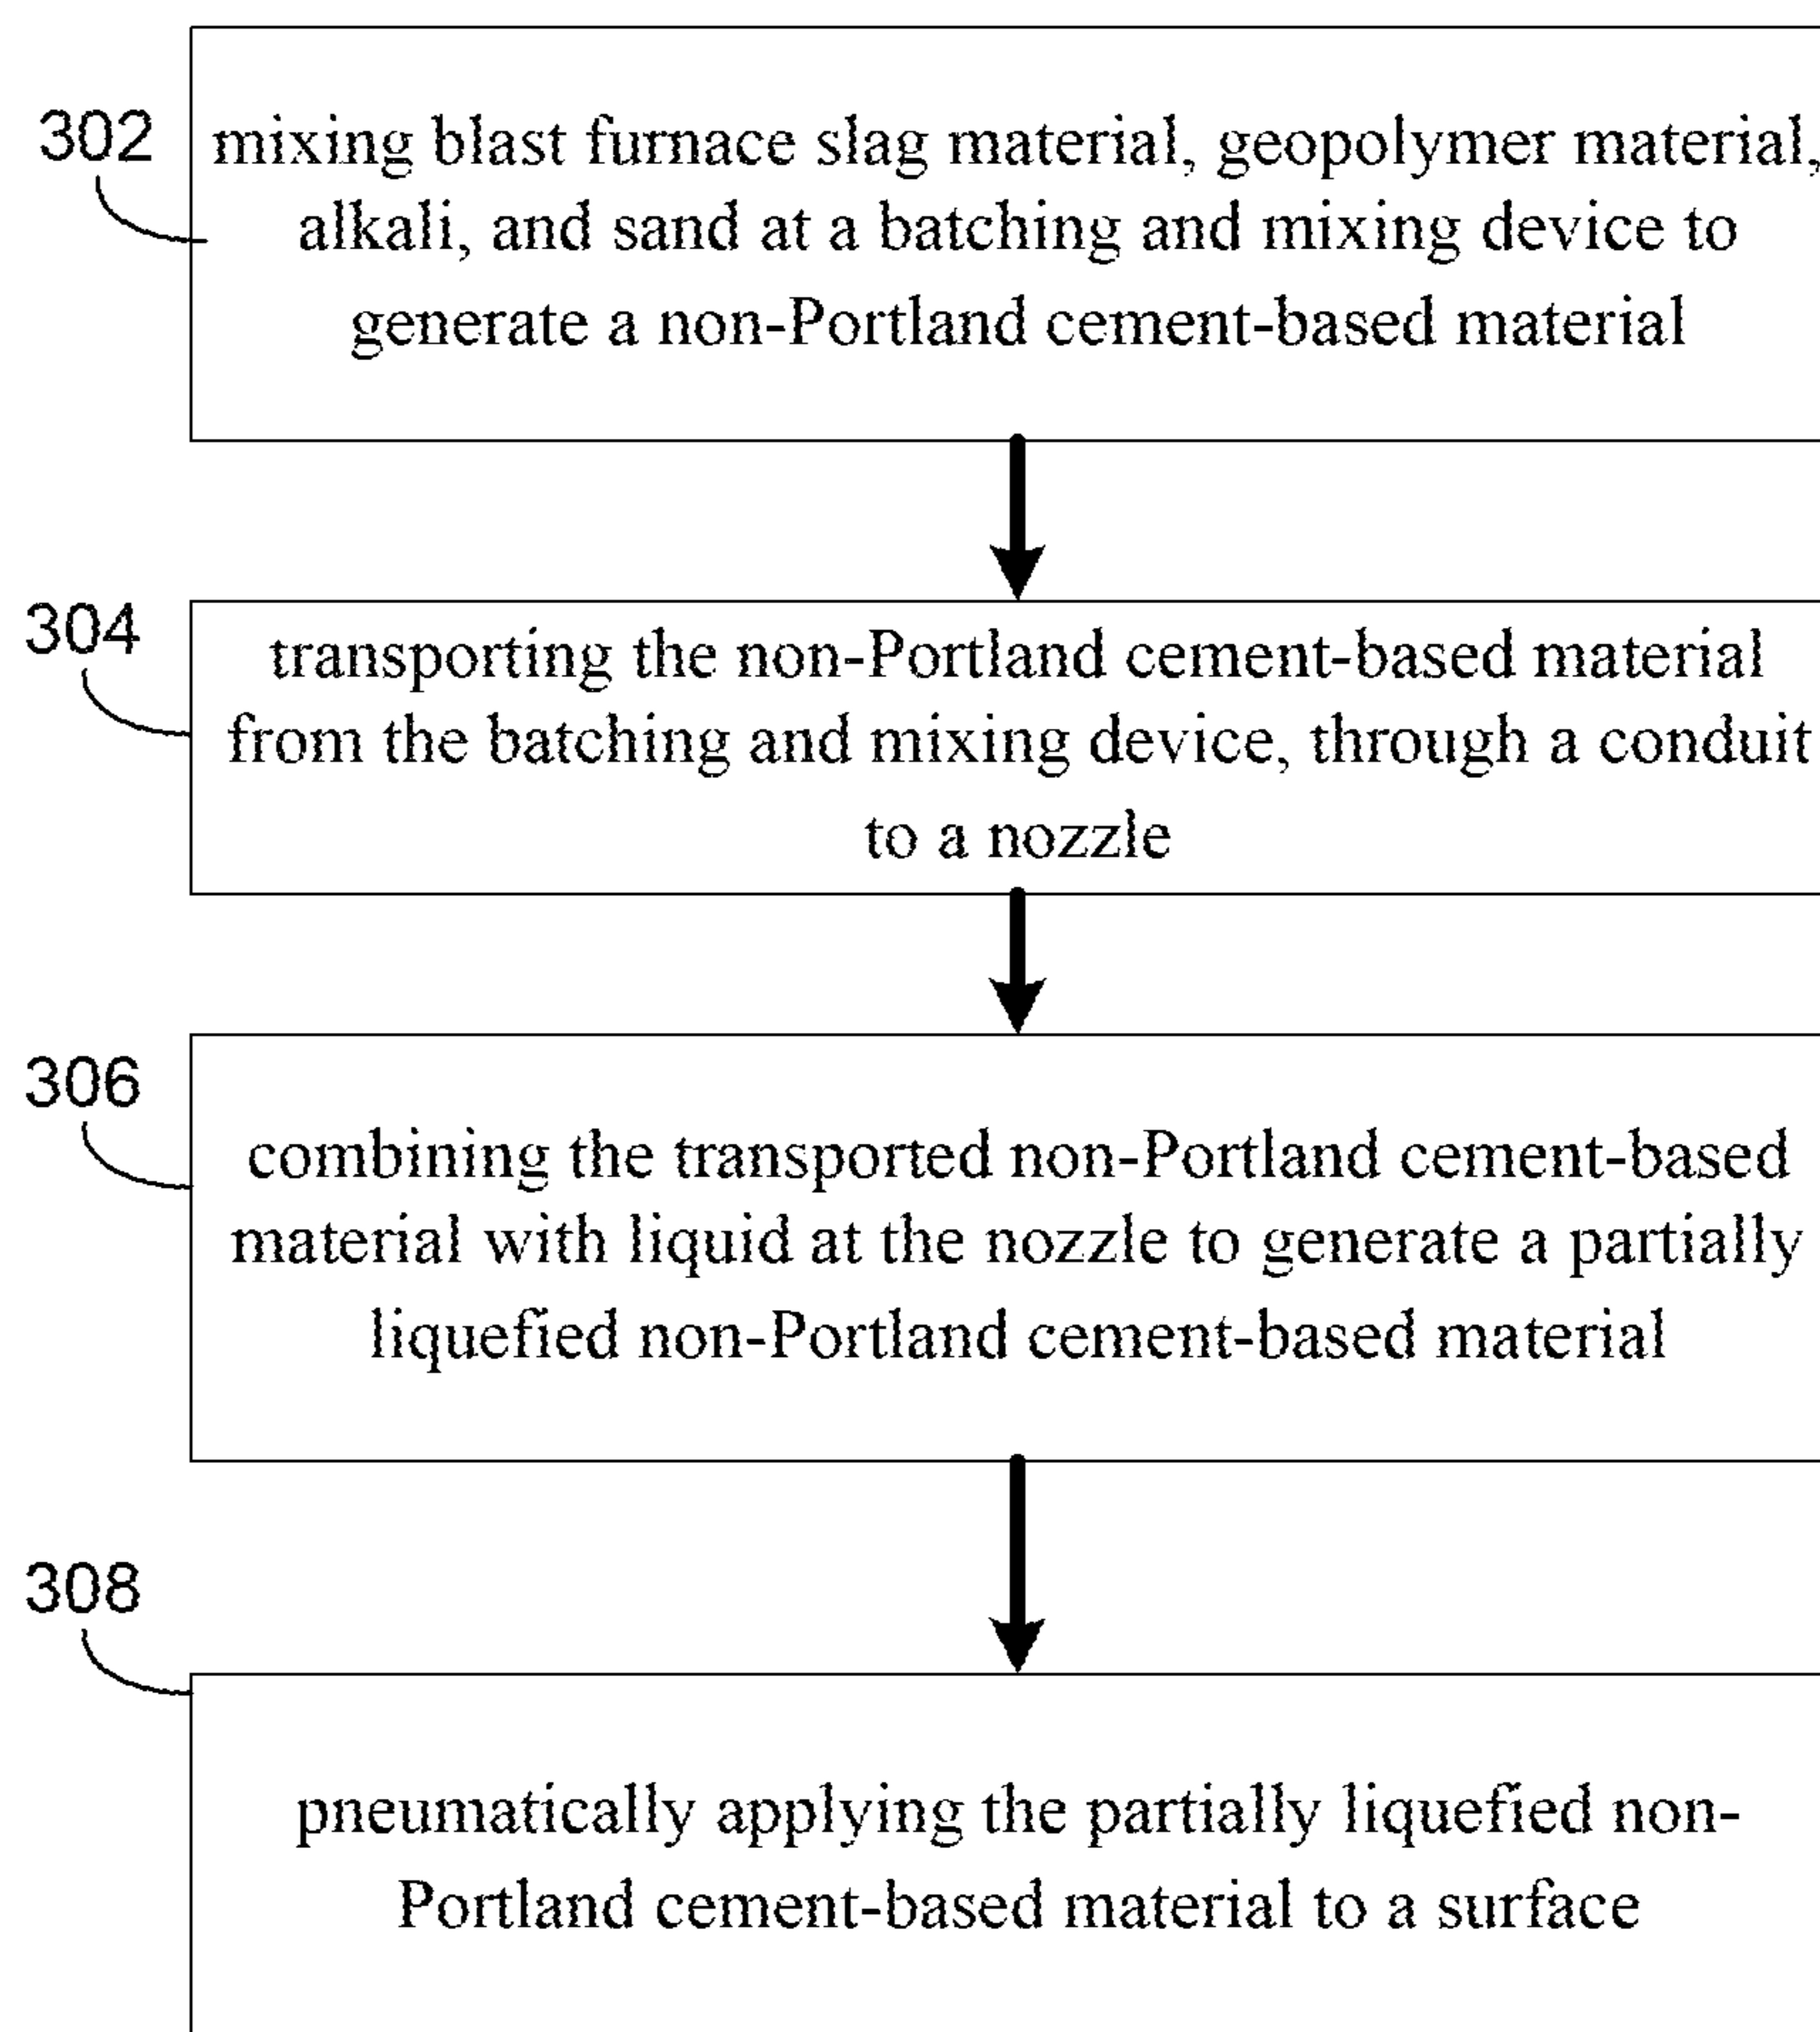 302
mixing blast furnace slag material, geopolymer material,
alkali, and sand at a batching and mixing device to
generate a non-Portland cement-based material
304
transporting the non-Portland cement-based material
from the batching and mixing device, through a conduit
to a nozzle
306
combining the transported non-Portland cement-based
material with liquid at the nozzle to generate a partially
liquefied non-Portland cement-based material
308
pneumatically applying the partially liquefied non-
Portland cement-based material to a surface